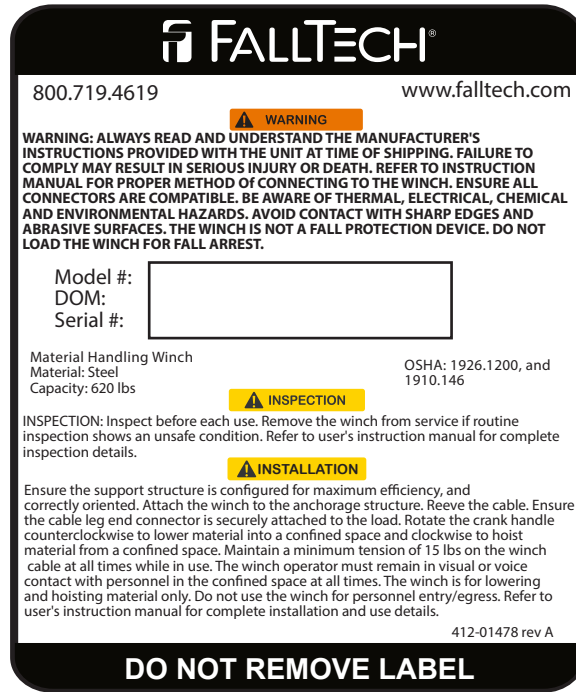 FALLTECH®
800.719.4619
www.falltech.com
WARNING
WARNING: ALWAYS READ AND UNDERSTAND THE MANUFACTURER'S
INSTRUCTIONS PROVIDED WITH THE UNIT AT TIME OF SHIPPING. FAILURE TO
COMPLY MAY RESULT IN SERIOUS INJURY OR DEATH. REFER TO INSTRUCTION
MANUAL FOR PROPER METHOD Of CONNECTING TO THE WINCH. ENSURE ALL
CONNECTORS ARE COMPATIBLE. BE AWARE OF THERMAL, ELECTRICAL, CHEMICAL
AND ENVIRONMENTAL HAZARDS. AVOID CONTACT WITH SHARP EDGES AND
ABRASIVE SURFACES. THE WINCH IS NOT A FALL PROTECTION DEVICE. DO NOT
LOAD THE WINCH FOR FALL ARREST.
Model #:
DOM:
Serial #:
Material Handling Winch
Material: Steel
Capacity: 620 lbs
OSHA: 1926.1200, and
1910.146
INSPECTION
INSPECTION: Inspect before each use. Remove the winch from service if routine
inspection shows an unsafe condition. Refer to user's instruction manual for complete
inspection details.
INSTALLATION
Ensure the support structure is configured for maximum efficiency, and
correctly oriented. Attach the winch to the anchorage structure. Reeve the cable. Ensure
the cable leg end connector is securely attached to the load. Rotate the crank handle
counterclockwise to lower material into a confined space and clockwise to hoist
material from a confined space. Maintain a minimum tension of 15 lbs on the winch
cable at all times while in use. The winch operator must remain in visual or voice
contact with personnel in the confined space at all times. The winch is for lowering
and hoisting material only. Do not use the winch for personnel entry/egress. Refer to
user's instruction manual for complete installation and use details.
412-01478 rev A
DO NOT REMOVE LABEL